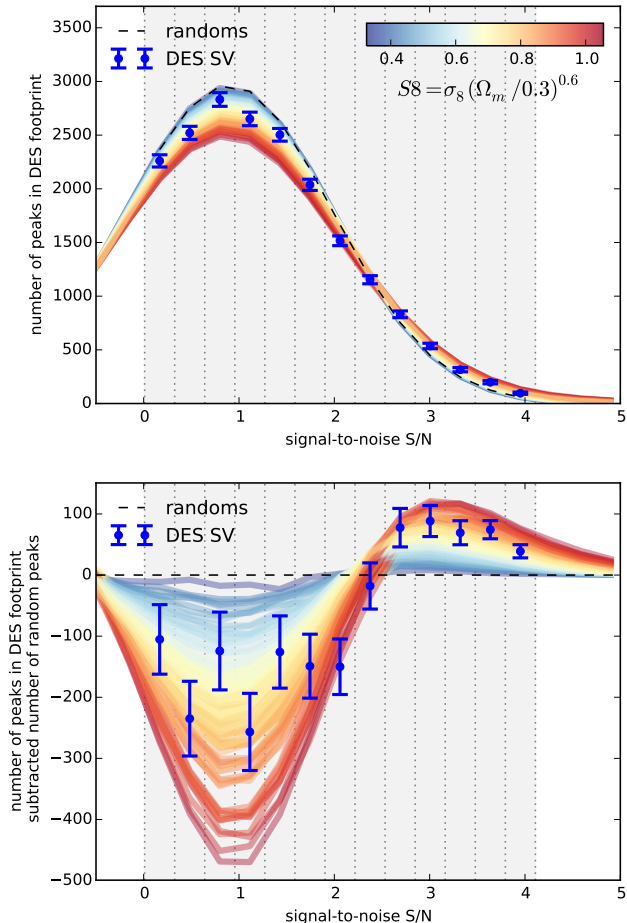 randoms
DES SV
0.4 0.6 0.8 1.0
S8=σ₈(Ωₘ/0.3)^0.6
number of peaks in DES footprint
3500
3000
2500
2000
1500
1000
500
0
0 1 2 3 4 5
signal-to-noise S/N
randoms
DES SV
number of peaks in DES footprint
subtracted number of random peaks
100
0
−100
−200
−300
−400
−500
0 1 2 3 4 5
signal-to-noise S/N